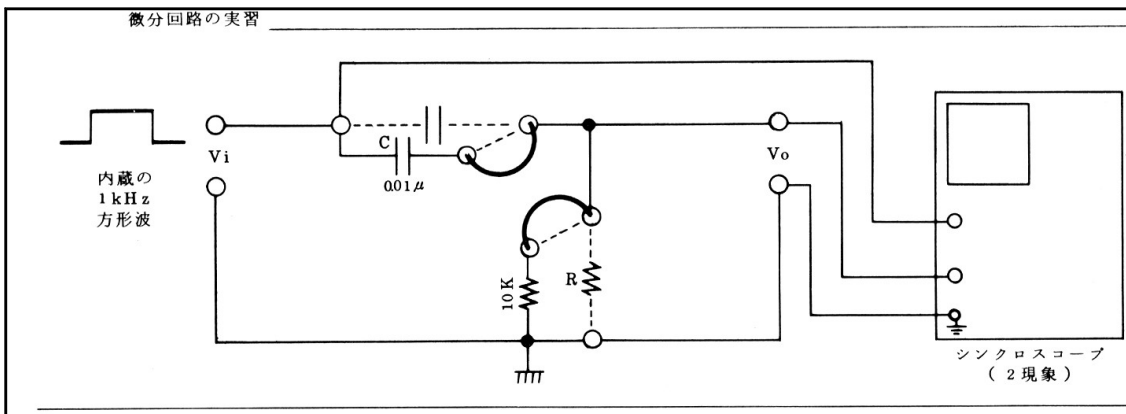 微分回路の実習
Vi
C
0.01μ
Vo
内蔵の
1kHz
方形波
10K
R
シンクロスコープ
(2現象)